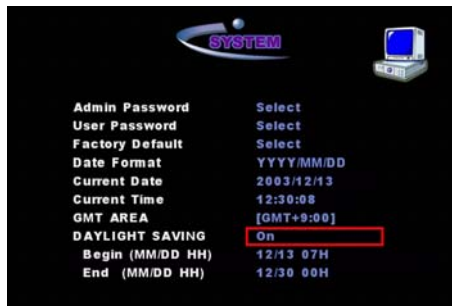 SYSTEM
Admin Password Select
User Password Select
Factory Default Select
Date Format YYYY/MM/DD
Current Date 2003/12/13
Current Time 12:30:08
GMT AREA [GMT+9:00]
DAYLIGHT SAVING On
Begin (MM/DD HH) 12/13 07H
End (MM/DD HH) 12/30 00H